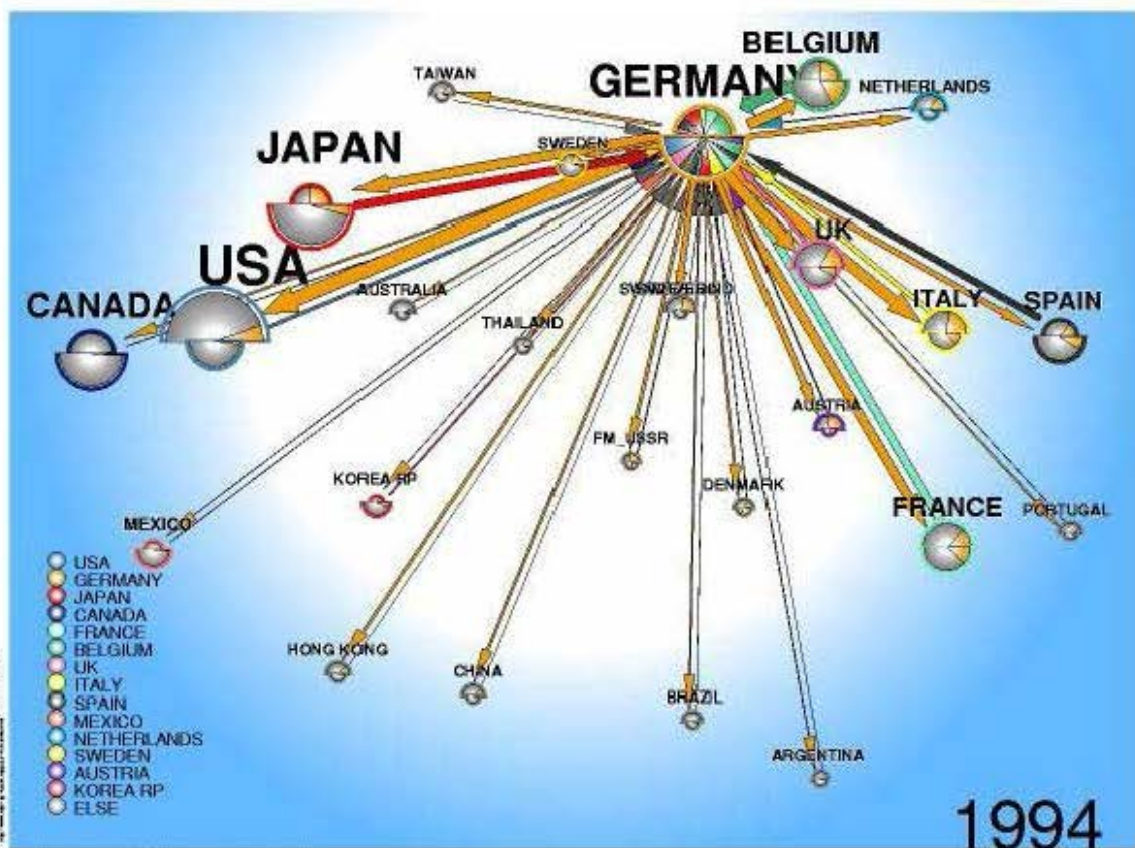 BELGIUM
TAIWAN
GERMANY
NETHERLANDS
JAPAN
SWEDEN
UK
USA
AUSTRALIA
CANADA
ITALY
SPAIN
THAILAND
AUSTRIA
FM_USSR
KOREA RP
DENMARK
FRANCE
PORTUGAL
MEXICO
USA
GERMANY
JAPAN
CANADA
FRANCE
BELGIUM
UK
ITALY
SPAIN
MEXICO
NETHERLANDS
SWEDEN
AUSTRIA
KOREA RP
ELSE
HONG KONG
CHINA
BRAZIL
ARGENTINA
1994